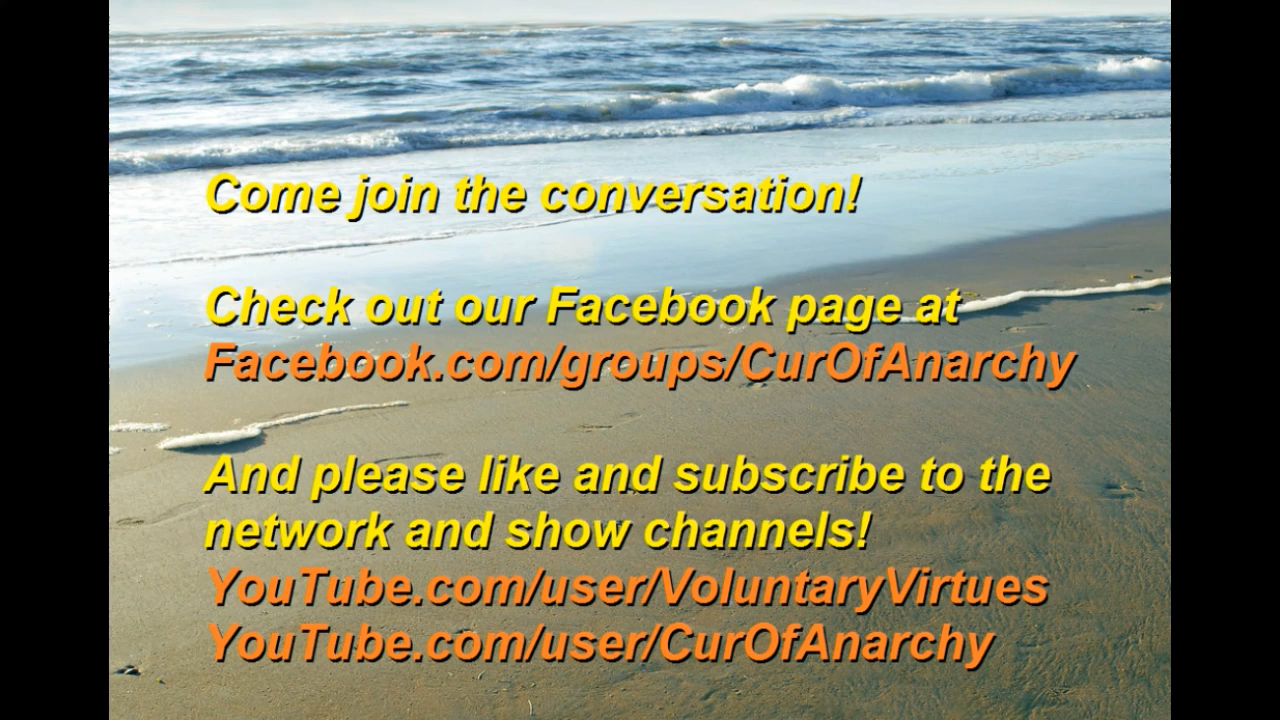 Come join the conversation!
Check out our Facebook page at
Facebook.com/groups/CurOfAnarchy
And please like and subscribe to the
network and show channels!
YouTube.com/user/VoluntaryVirtues
YouTube.com/user/CurOfAnarchy